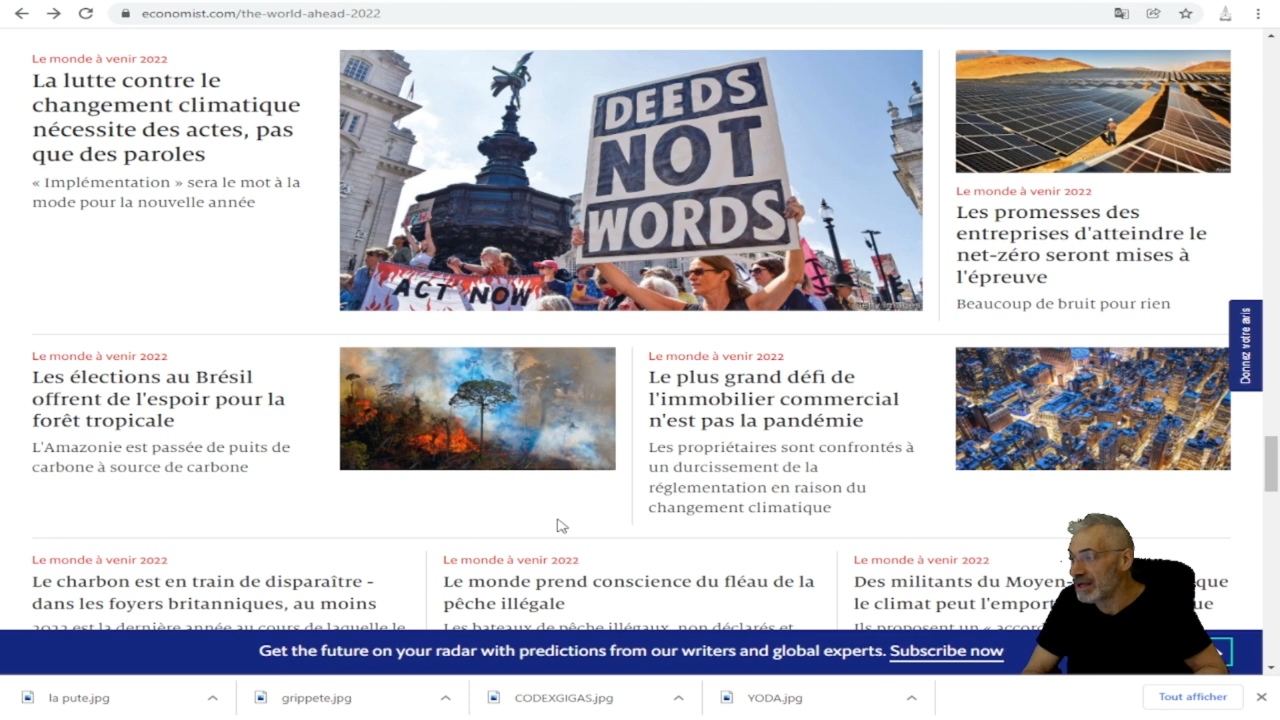 economist.com/the-world-ahead-2022
Le monde à venir 2022
La lutte contre le
changement climatique
nécessite des actes, pas
que des paroles
« Implémentation » sera le mot à la
mode pour la nouvelle année
DEEDS
NOT
WORDS
ACT NOW
Le monde à venir 2022
Les promesses des
entreprises d'atteindre le
net-zéro seront mises à
l'épreuve
Beaucoup de bruit pour rien
Donnez votre avis
Le monde à venir 2022
Les élections au Brésil
offrent de l'espoir pour la
forêt tropicale
L'Amazonie est passée de puits de
carbone à source de carbone
Le monde à venir 2022
Le plus grand défi de
l'immobilier commercial
n'est pas la pandémie
Les propriétaires sont confrontés à
un durcissement de la
réglementation en raison du
changement climatique
Le monde à venir 2022
Le charbon est en train de disparaître -
dans les foyers britanniques, au moins
2022 est la dernière année au cours de laquelle le
Le monde à venir 2022
Le monde prend conscience du fléau de la
pêche illégale
Les bateaux de pêche illégaux, non déclarés et
Le monde à venir 2022
Des militants du Moyen- que
le climat peut l'emport ue
Ils proposent un « accord
Get the future on your radar with predictions from our writers and global experts. Subscribe now
la pute.jpg
grippete.jpg
CODEXGIGAS.jpg
YODA.jpg
Tout afficher